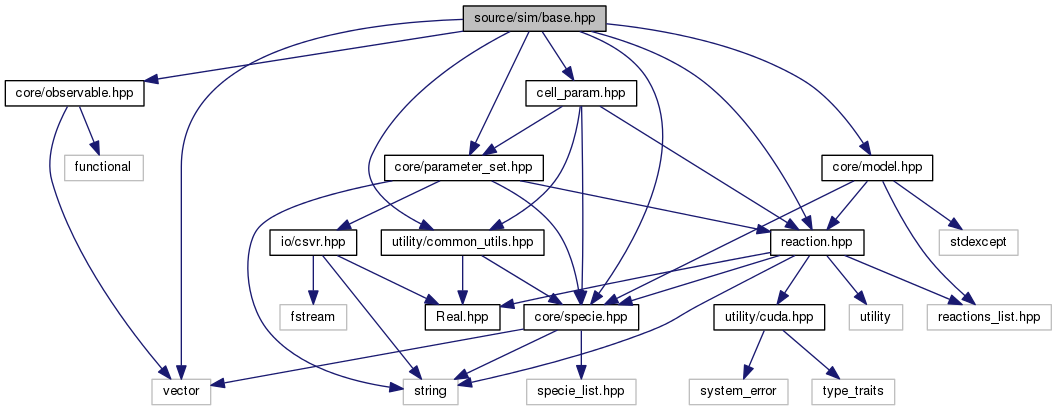 source/sim/base.hpp
core/observable.hpp
cell_param.hpp
functional
core/parameter_set.hpp
core/model.hpp
io/csvr.hpp
utility/common_utils.hpp
reaction.hpp
stdexcept
fstream
Real.hpp
core/specie.hpp
utility/cuda.hpp
utility
reactions_list.hpp
vector
string
specie_list.hpp
system_error
type_traits